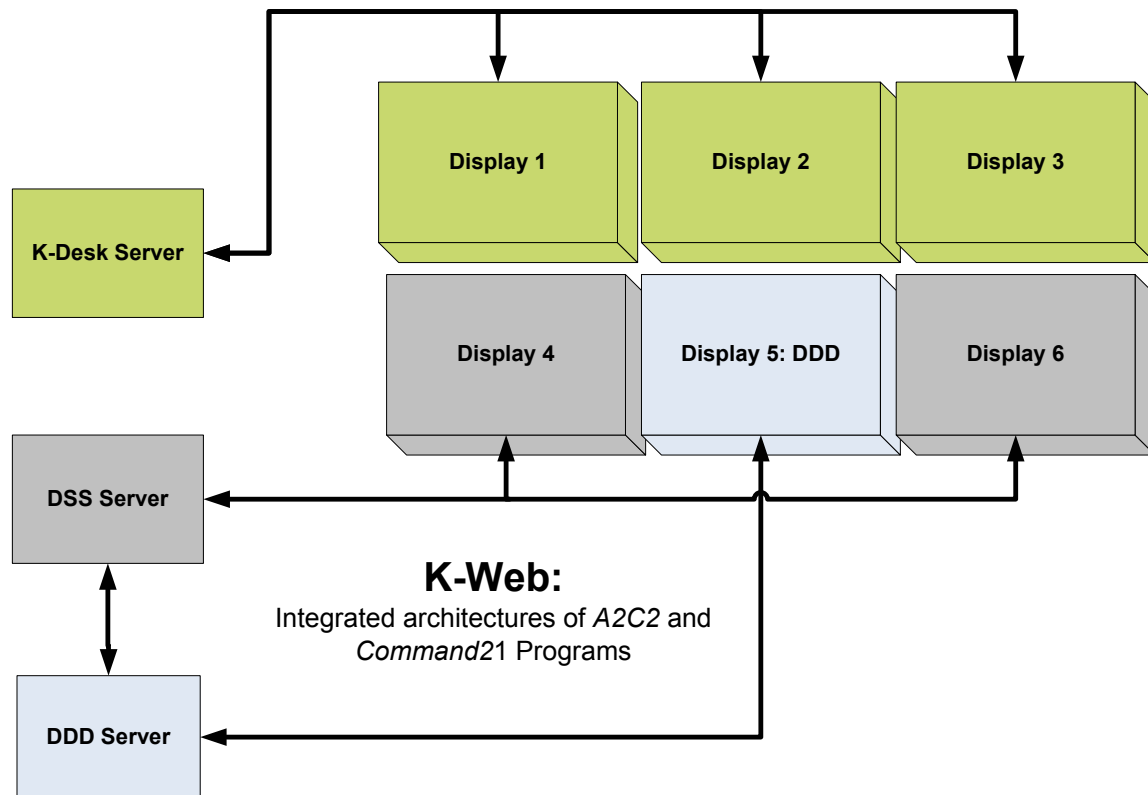 Display 1
Display 2
Display 3
K-Desk Server
Display 4
Display 5: DDD
Display 6
DSS Server
K-Web:
Integrated architectures of A2C2 and
Command21 Programs
DDD Server